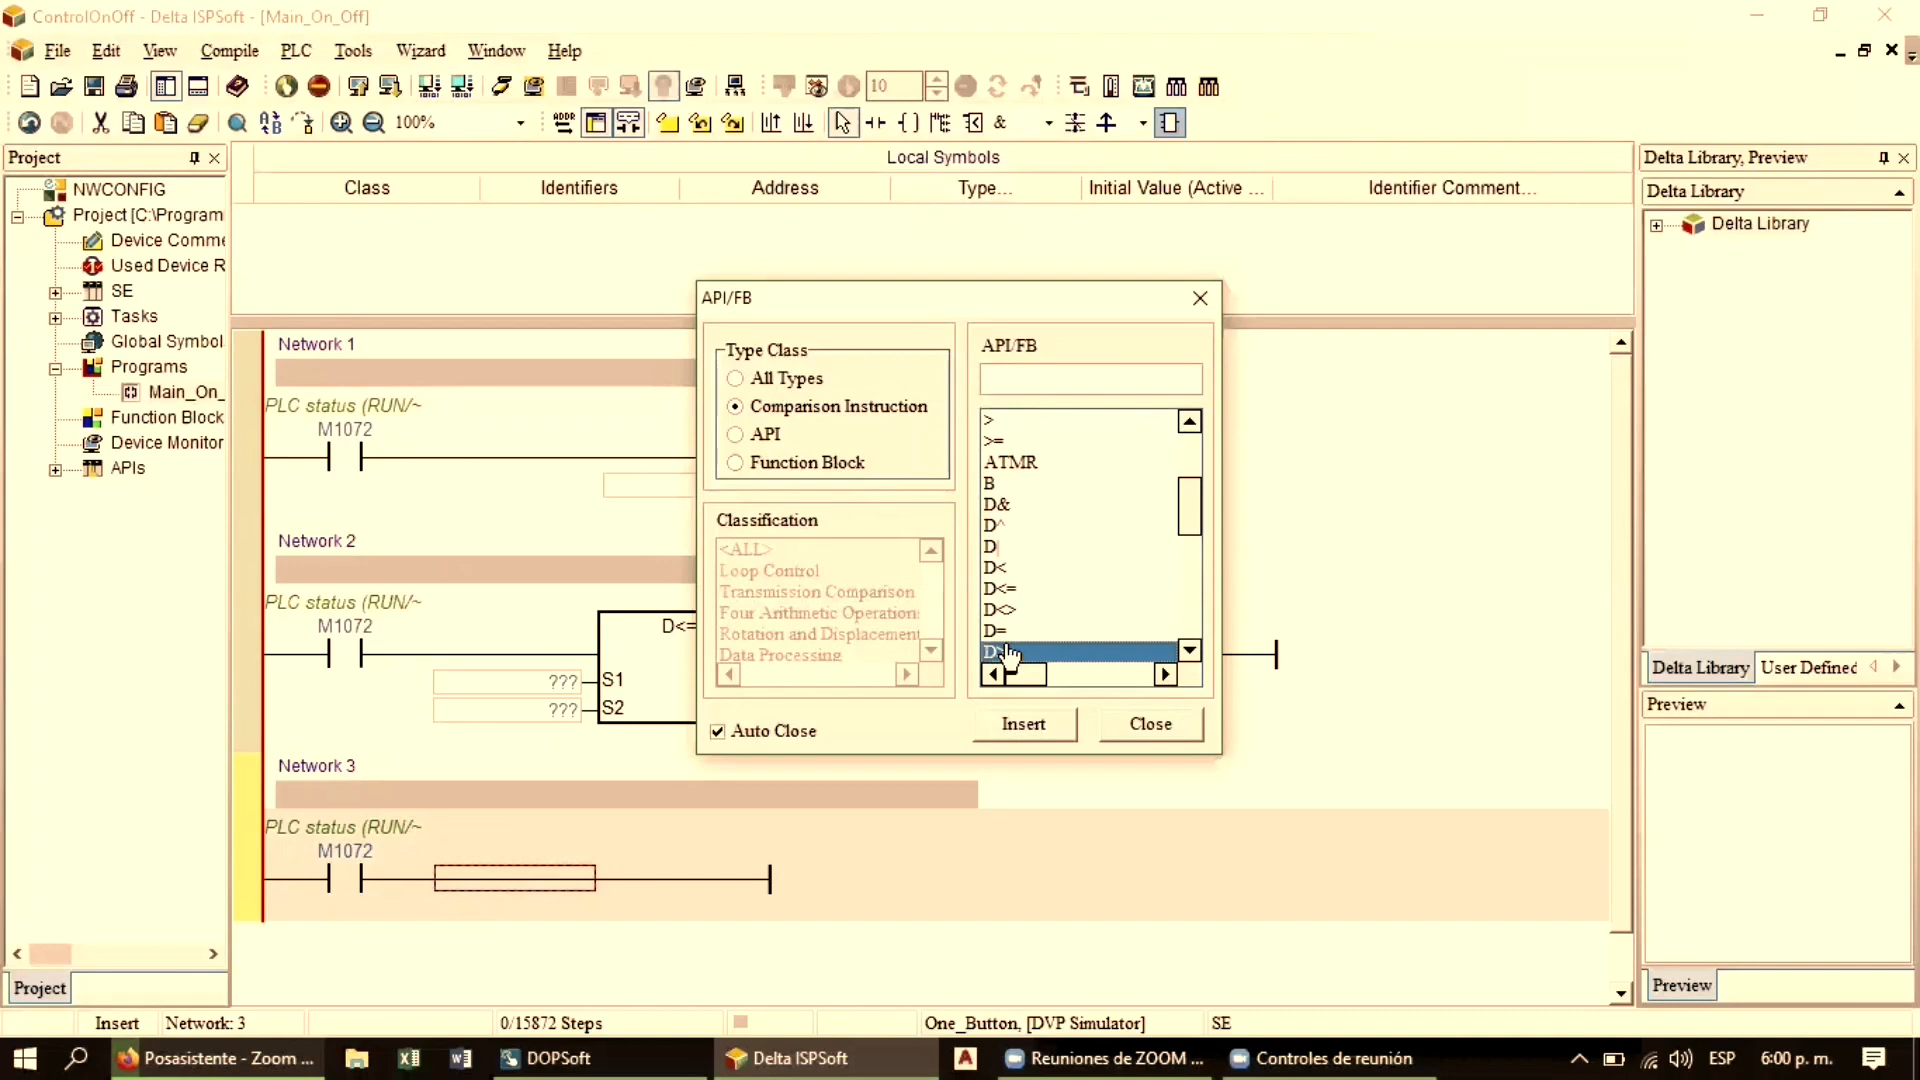 ControlOnOff - Delta ISPSoft - [Main_On_Off]
File Edit View Compile PLC Tools Wizard Window Help
10
100%
ADDR
&
Project
NWCONFIG
Project [C:\Program
Device Comme
Used Device R
SE
Tasks
Global Symbol
Programs
Main_On_
Function Block
Device Monitor
APIs
Project
Local Symbols
Class Identifiers Address Type... Initial Value (Active ... Identifier Comment...
Network 1
PLC status (RUN/~
M1072
Network 2
PLC status (RUN/~
M1072
D<=
??? S1
??? S2
Network 3
PLC status (RUN/~
M1072
API/FB
Type Class
All Types
Comparison Instruction
API
Function Block
Classification
<ALL>
Loop Control
Transmission Comparison
Four Arithmetic Operation
Rotation and Displacement
Data Processing
Auto Close
API/FB
>
>=
ATMR
B
D&
D^
D|
D<
D<=
D<>
D=
Insert Close
Delta Library, Preview
Delta Library
Delta Library
Delta Library User Defined
Preview
Preview
Insert Network: 3 0/15872 Steps One_Button, [DVP Simulator] SE
Posasistente - Zoom ... DOPSoft Delta ISPSoft Reuniones de ZOOM ... Controles de reunión ESP 6:00 p. m.